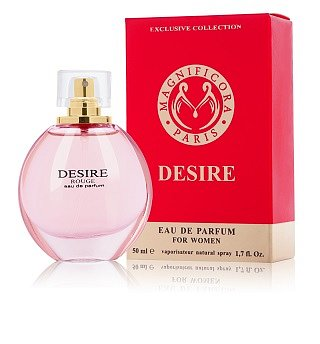 EXCLUSIVE COLLECTION
MAGNIFICORA
PARIS
DESIRE
EAU DE PARFUM
FOR WOMEN
50 ml e vaporisateur natural spray 1,7 fl. Oz.
DESIRE
ROUGE
eau de parfum